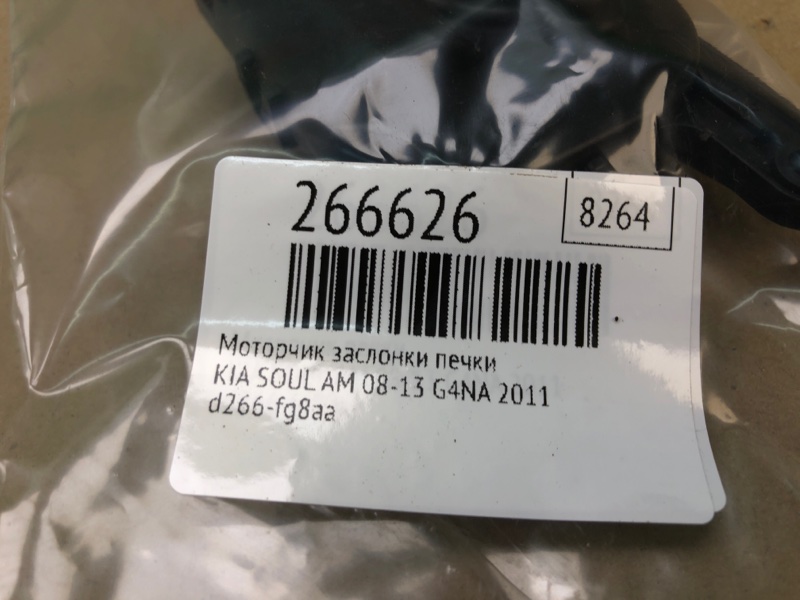 266626
8264
Моторчик заслонки печки
KIA SOUL AM 08-13 G4NA 2011
d266-fg8aa